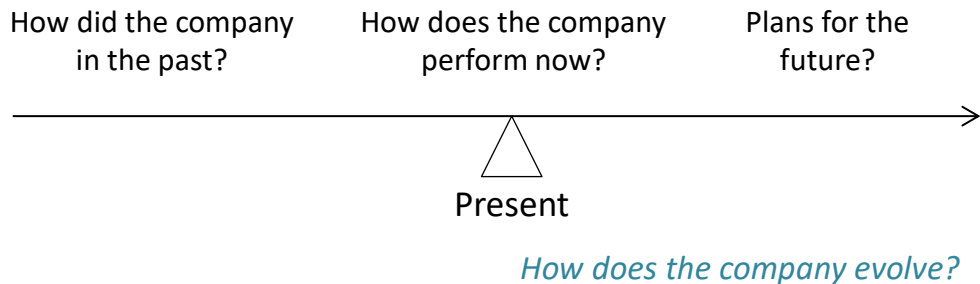 How did the company
in the past?
How does the company
perform now?
Plans for the
future?
Present
How does the company evolve?